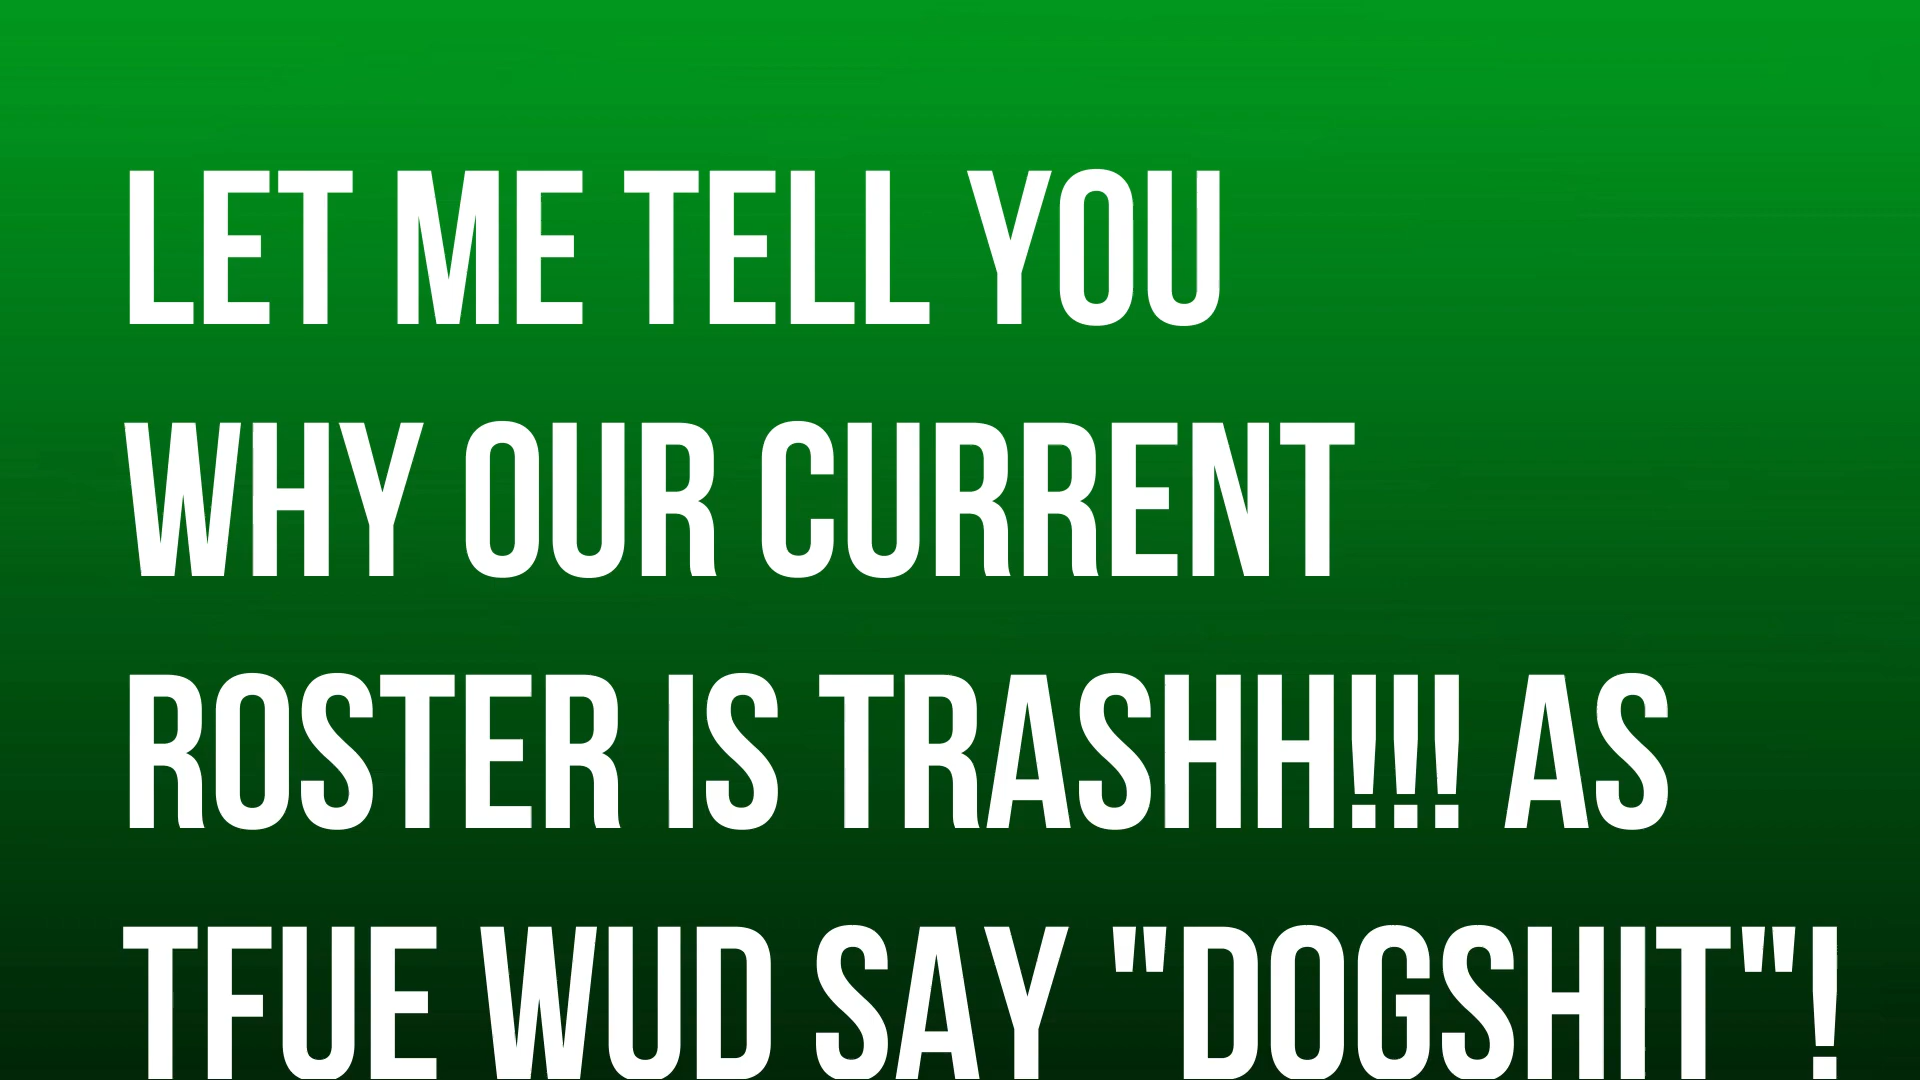 LET ME TELL YOU
WHY OUR CURRENT
ROSTER IS TRASHH!!! AS
TFUE WUD SAY "DOGSHIT"!